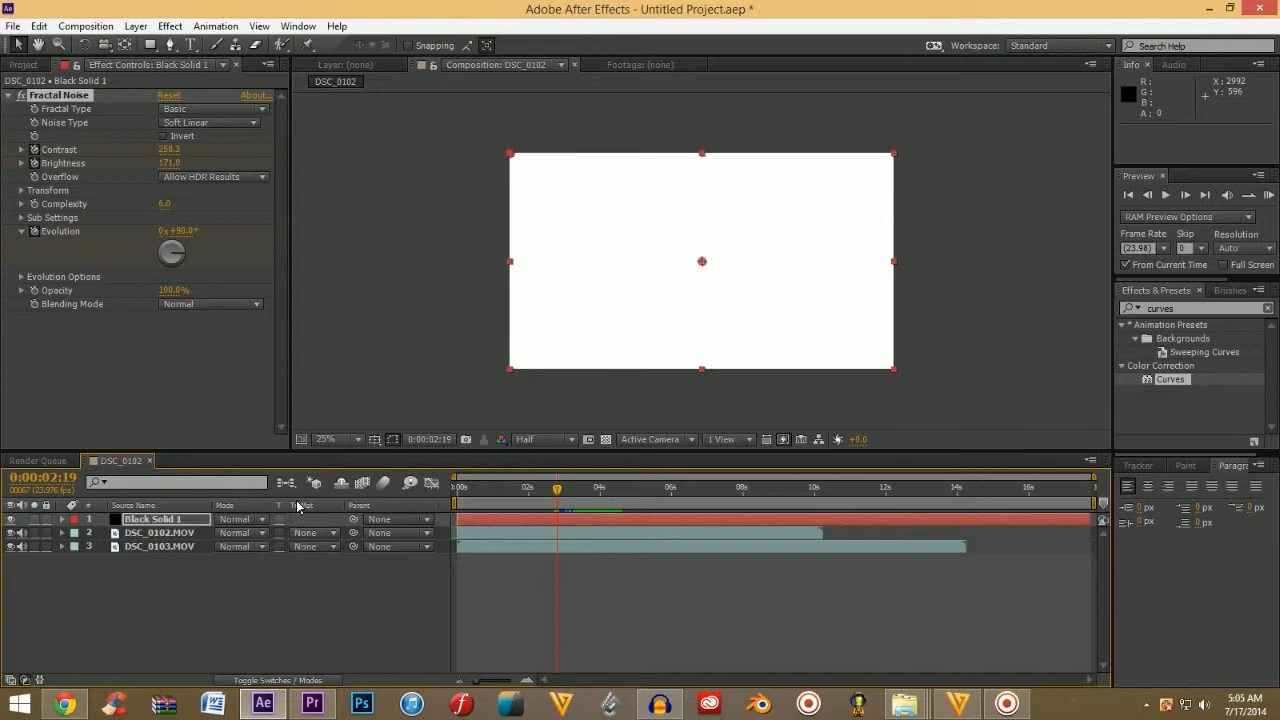 Adobe After Effects - Untitled Project.aep *
File Edit Composition Layer Effect Animation View Window Help
Snapping
Workspace: Standard
Search Help
Project Effect Controls: Black Solid 1
Layer: (none) Composition: DSC_0102 Footage: (none)
Info Audio
DSC_0102 • Black Solid 1
DSC_0102
Fractal Noise Reset About...
Fractal Type Basic
Noise Type Soft Linear
Invert
Contrast 258.3
Brightness 171.0
Overflow Allow HDR Results
Transform
Complexity 6.0
Sub Settings
Evolution 0x +90.0°
Evolution Options
Opacity 100.0%
Blending Mode Normal
R:
G:
B:
A: 0
X: 2992
Y: 596
Preview
RAM Preview Options
Frame Rate Skip Resolution
(23.98) 0 Auto
From Current Time Full Screen
Effects & Presets Brushes
curves
* Animation Presets
Backgrounds
Sweeping Curves
Color Correction
Curves
25% 0:00:02:19 Half Active Camera 1 View +0.0
Render Queue DSC_0102
Tracker Paint Paragr
0:00:02:19
00067 (23.976 fps)
:00s 02s 04s 06s 08s 10s 12s 14s 16s 1
# Source Name Mode T Parent
1 Black Solid 1 Normal None
2 DSC_0102.MOV Normal None None
3 DSC_0103.MOV Normal None None
0 px 0 px
0 px
0 px 0 px
Toggle Switches / Modes
Ae Pr Ps
5:05 AM
7/17/2014